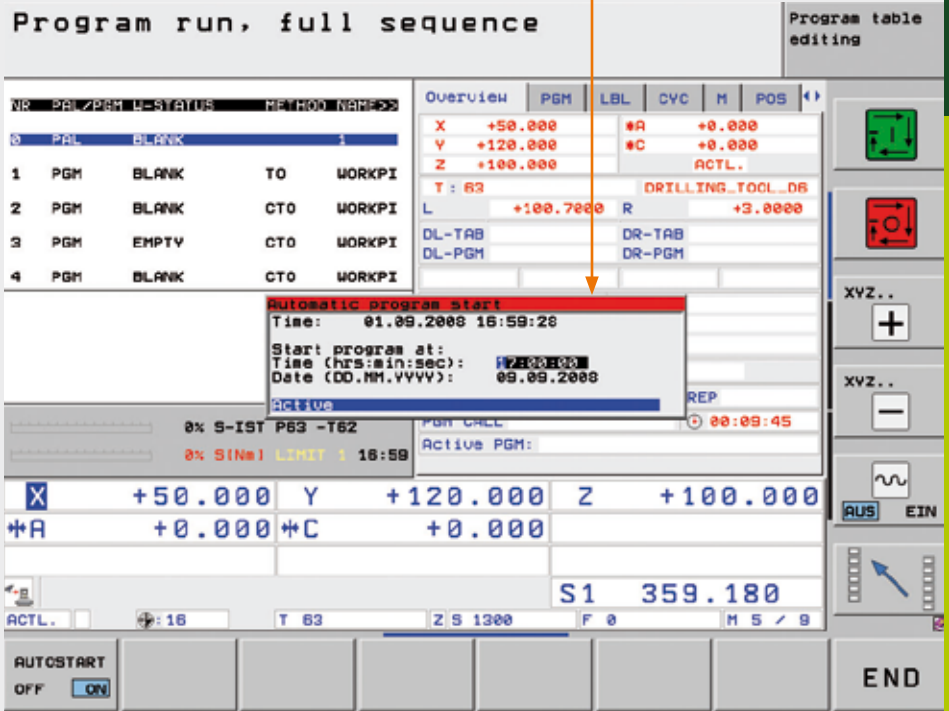 Program run, full sequence
Program table
editing
NR PAL/PGM W-STATUS METHOD NAME>>
0 PAL BLANK 1
1 PGM BLANK TO WORKPI
2 PGM BLANK CTO WORKPI
3 PGM EMPTY CTO WORKPI
4 PGM BLANK CTO WORKPI
Overview PGM LBL CYC M POS
X +50.000 *A +0.000
Y +120.000 *C +0.000
Z +100.000 ACTL.
T : 63 DRILLING_TOOL_D6
L +100.7000 R +3.0000
DL-TAB DR-TAB
DL-PGM DR-PGM
Automatic program start
Time: 01.09.2008 16:59:28
Start program at:
Time (hrs:min:sec): 17:00:00
Date (DD.MM.YYYY): 09.09.2008
Active
REP
PGM CALL 00:09:45
Active PGM:
0% S-IST P63 -T62
0% S[Nm] LIMIT 1 16:59
X +50.000 Y +120.000 Z +100.000
*A +0.000 *C +0.000
S1 359.180
ACTL. : 16 T 63 Z S 1300 F 0 M 5 / 9
XYZ..
+
XYZ..
−
AUS EIN
AUTOSTART
OFF ON
END